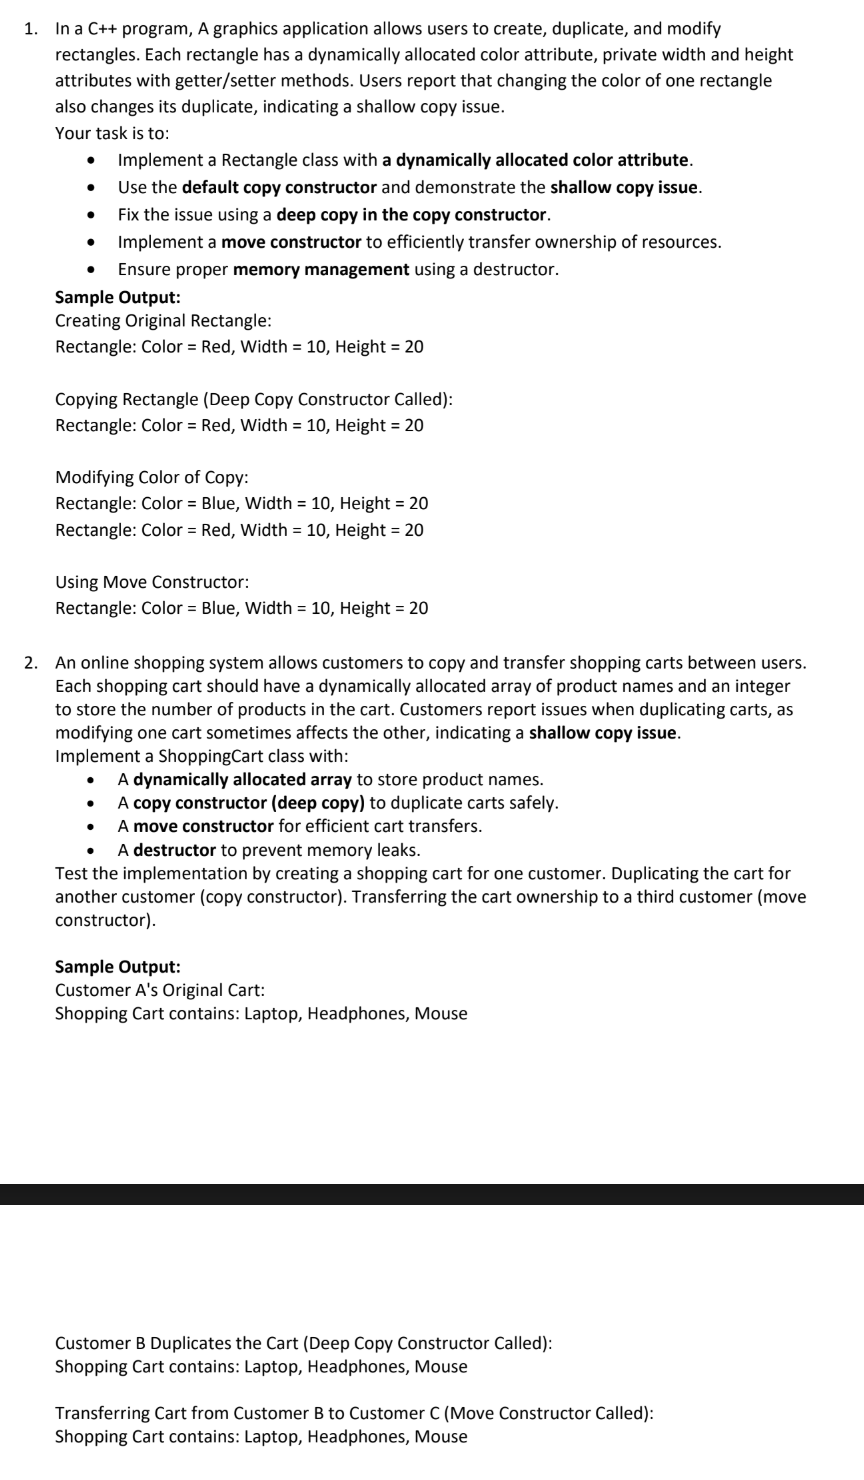 1. In a C++ program, A graphics application allows users to create, duplicate, and modify
rectangles. Each rectangle has a dynamically allocated color attribute, private width and height
attributes with getter/setter methods. Users report that changing the color of one rectangle
also changes its duplicate, indicating a shallow copy issue.
Your task is to:
• Implement a Rectangle class with a dynamically allocated color attribute.
• Use the default copy constructor and demonstrate the shallow copy issue.
• Fix the issue using a deep copy in the copy constructor.
• Implement a move constructor to efficiently transfer ownership of resources.
• Ensure proper memory management using a destructor.
Sample Output:
Creating Original Rectangle:
Rectangle: Color = Red, Width = 10, Height = 20
Copying Rectangle (Deep Copy Constructor Called):
Rectangle: Color = Red, Width = 10, Height = 20
Modifying Color of Copy:
Rectangle: Color = Blue, Width = 10, Height = 20
Rectangle: Color = Red, Width = 10, Height = 20
Using Move Constructor:
Rectangle: Color = Blue, Width = 10, Height = 20
2. An online shopping system allows customers to copy and transfer shopping carts between users.
Each shopping cart should have a dynamically allocated array of product names and an integer
to store the number of products in the cart. Customers report issues when duplicating carts, as
modifying one cart sometimes affects the other, indicating a shallow copy issue.
Implement a ShoppingCart class with:
• A dynamically allocated array to store product names.
• A copy constructor (deep copy) to duplicate carts safely.
• A move constructor for efficient cart transfers.
• A destructor to prevent memory leaks.
Test the implementation by creating a shopping cart for one customer. Duplicating the cart for
another customer (copy constructor). Transferring the cart ownership to a third customer (move
constructor).
Sample Output:
Customer A's Original Cart:
Shopping Cart contains: Laptop, Headphones, Mouse
Customer B Duplicates the Cart (Deep Copy Constructor Called):
Shopping Cart contains: Laptop, Headphones, Mouse
Transferring Cart from Customer B to Customer C (Move Constructor Called):
Shopping Cart contains: Laptop, Headphones, Mouse